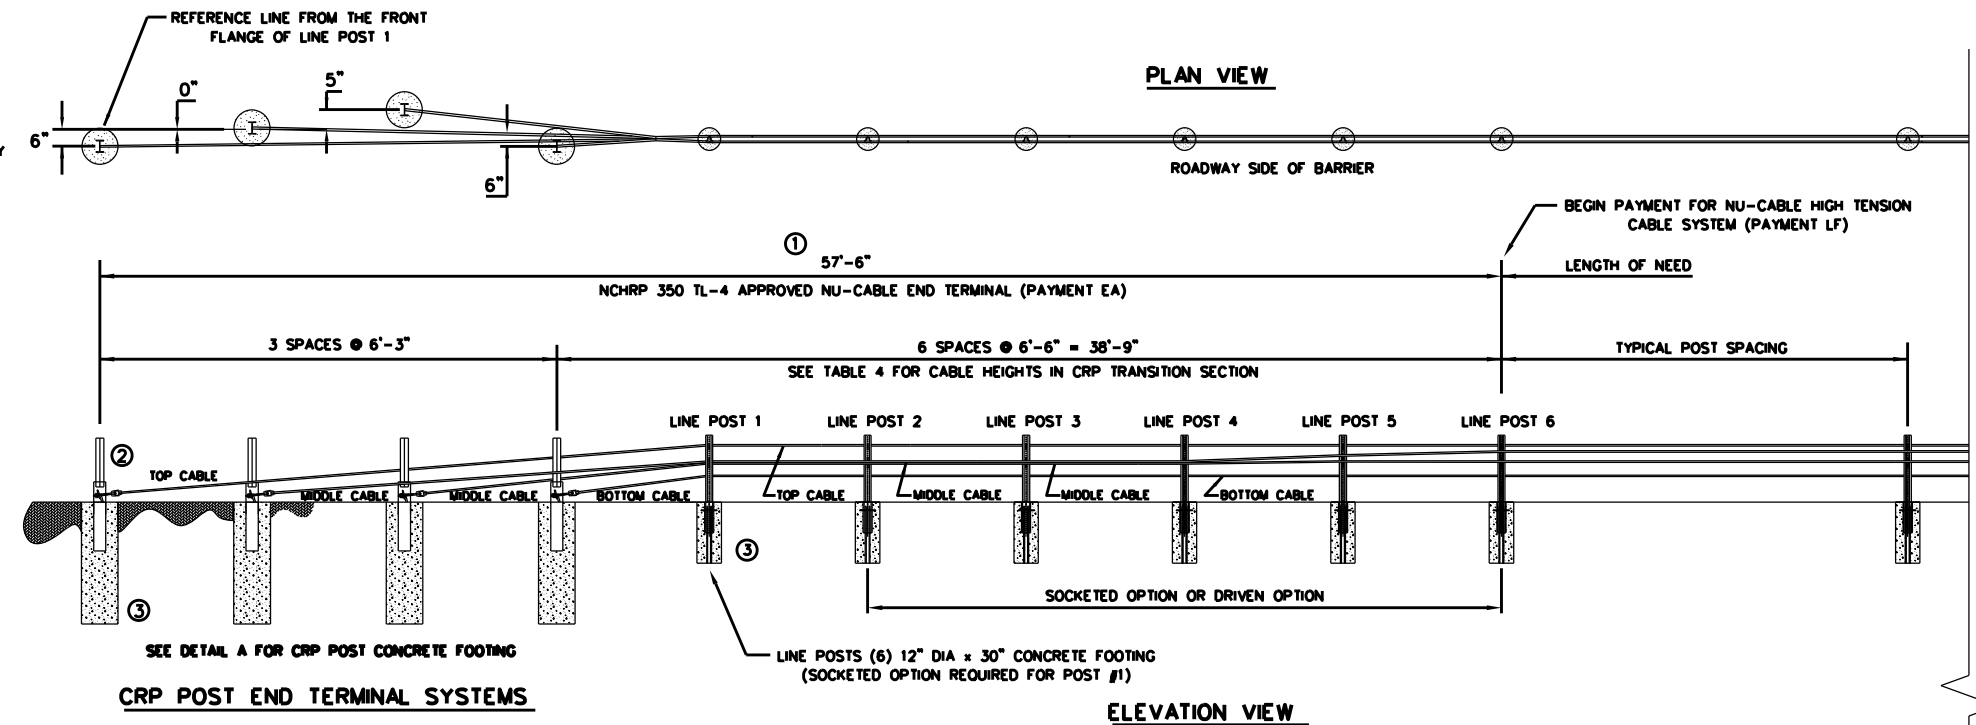 REFERENCE LINE FROM THE FRONT
FLANGE OF LINE POST 1
PLAN VIEW
0"
5"
6"
Y
6"
ROADWAY SIDE OF BARRIER
BEGIN PAYMENT FOR NU-CABLE HIGH TENSION
CABLE SYSTEM (PAYMENT LF)
1
57'-6"
LENGTH OF NEED
NCHRP 350 TL-4 APPROVED NU-CABLE END TERMINAL (PAYMENT EA)
3 SPACES @ 6'-3"
6 SPACES @ 6'-6" = 38'-9"
TYPICAL POST SPACING
SEE TABLE 4 FOR CABLE HEIGHTS IN CRP TRANSITION SECTION
LINE POST 1
LINE POST 2
LINE POST 3
LINE POST 4
LINE POST 5
LINE POST 6
2
TOP CABLE
MIDDLE CABLE
MIDDLE CABLE
BOTTOM CABLE
TOP CABLE
MIDDLE CABLE
MIDDLE CABLE
BOTTOM CABLE
3
3
SOCKETED OPTION OR DRIVEN OPTION
SEE DETAIL A FOR CRP POST CONCRETE FOOTING
LINE POSTS (6) 12" DIA x 30" CONCRETE FOOTING
(SOCKETED OPTION REQUIRED FOR POST #1)
CRP POST END TERMINAL SYSTEMS
ELEVATION VIEW